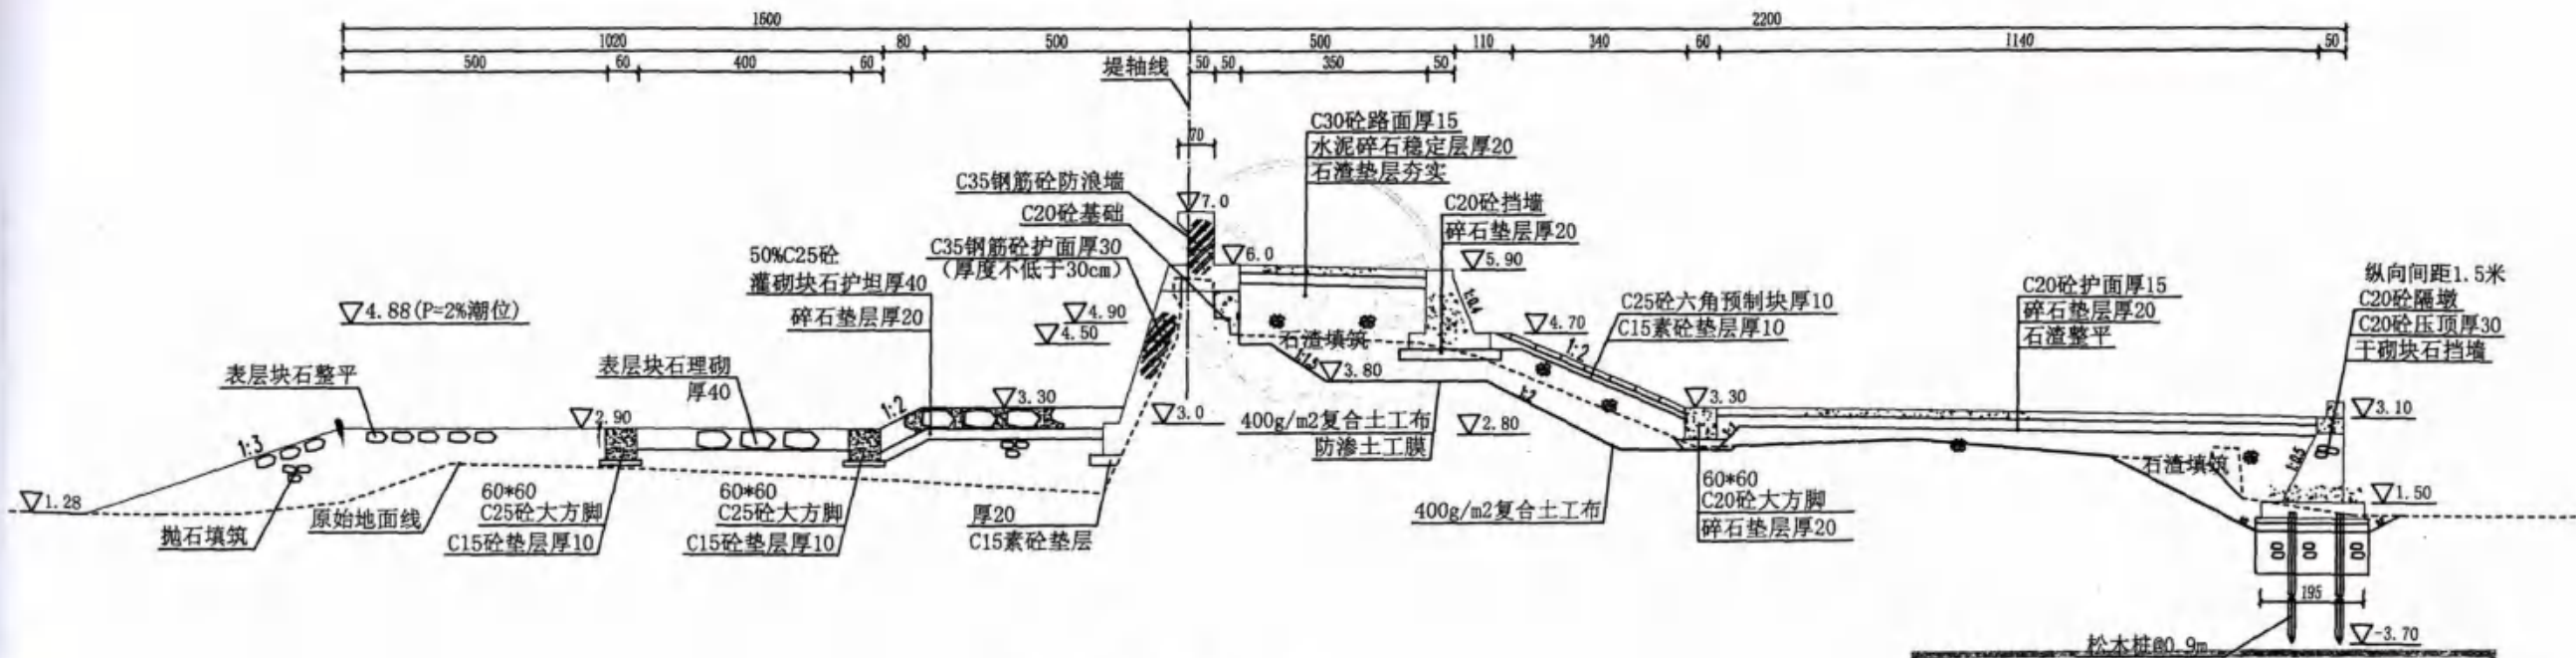 1600
2200
1020
80
500
500
110
340
60
1140
50
500
60
400
60
50
50
350
50
堤轴线
70
C30砼路面厚15
水泥碎石稳定层厚20
石渣垫层夯实
C35钢筋砼防浪墙
C20砼基础
C35钢筋砼护面厚30
(厚度不低于30cm)
▽7.0
▽6.0
C20砼挡墙
碎石垫层厚20
▽5.90
50%C25砼
灌砌块石护坦厚40
碎石垫层厚20
▽4.88(P=2%潮位)
▽4.90
▽4.50
1:0.4
C25砼六角预制块厚10
C15素砼垫层厚10
C20砼护面厚15
碎石垫层厚20
石渣整平
纵向间距1.5米
C20砼隔墩
C20砼压顶厚30
干砌块石挡墙
表层块石整平
表层块石理砌
厚40
▽4.70
石渣填筑
1:1.5
1:2
▽3.80
1:2
▽3.30
1:2
▽3.30
▽2.90
▽3.0
400g/m2复合土工布
防渗土工膜
▽2.80
1:1
▽3.10
1:3
石渣填筑
1:0.5
▽1.28
抛石填筑
原始地面线
60*60
C25砼大方脚
C15砼垫层厚10
60*60
C25砼大方脚
C15砼垫层厚10
厚20
C15素砼垫层
400g/m2复合土工布
60*60
C20砼大方脚
碎石垫层厚20
▽1.50
195
松木桩@0.9m
▽-3.70